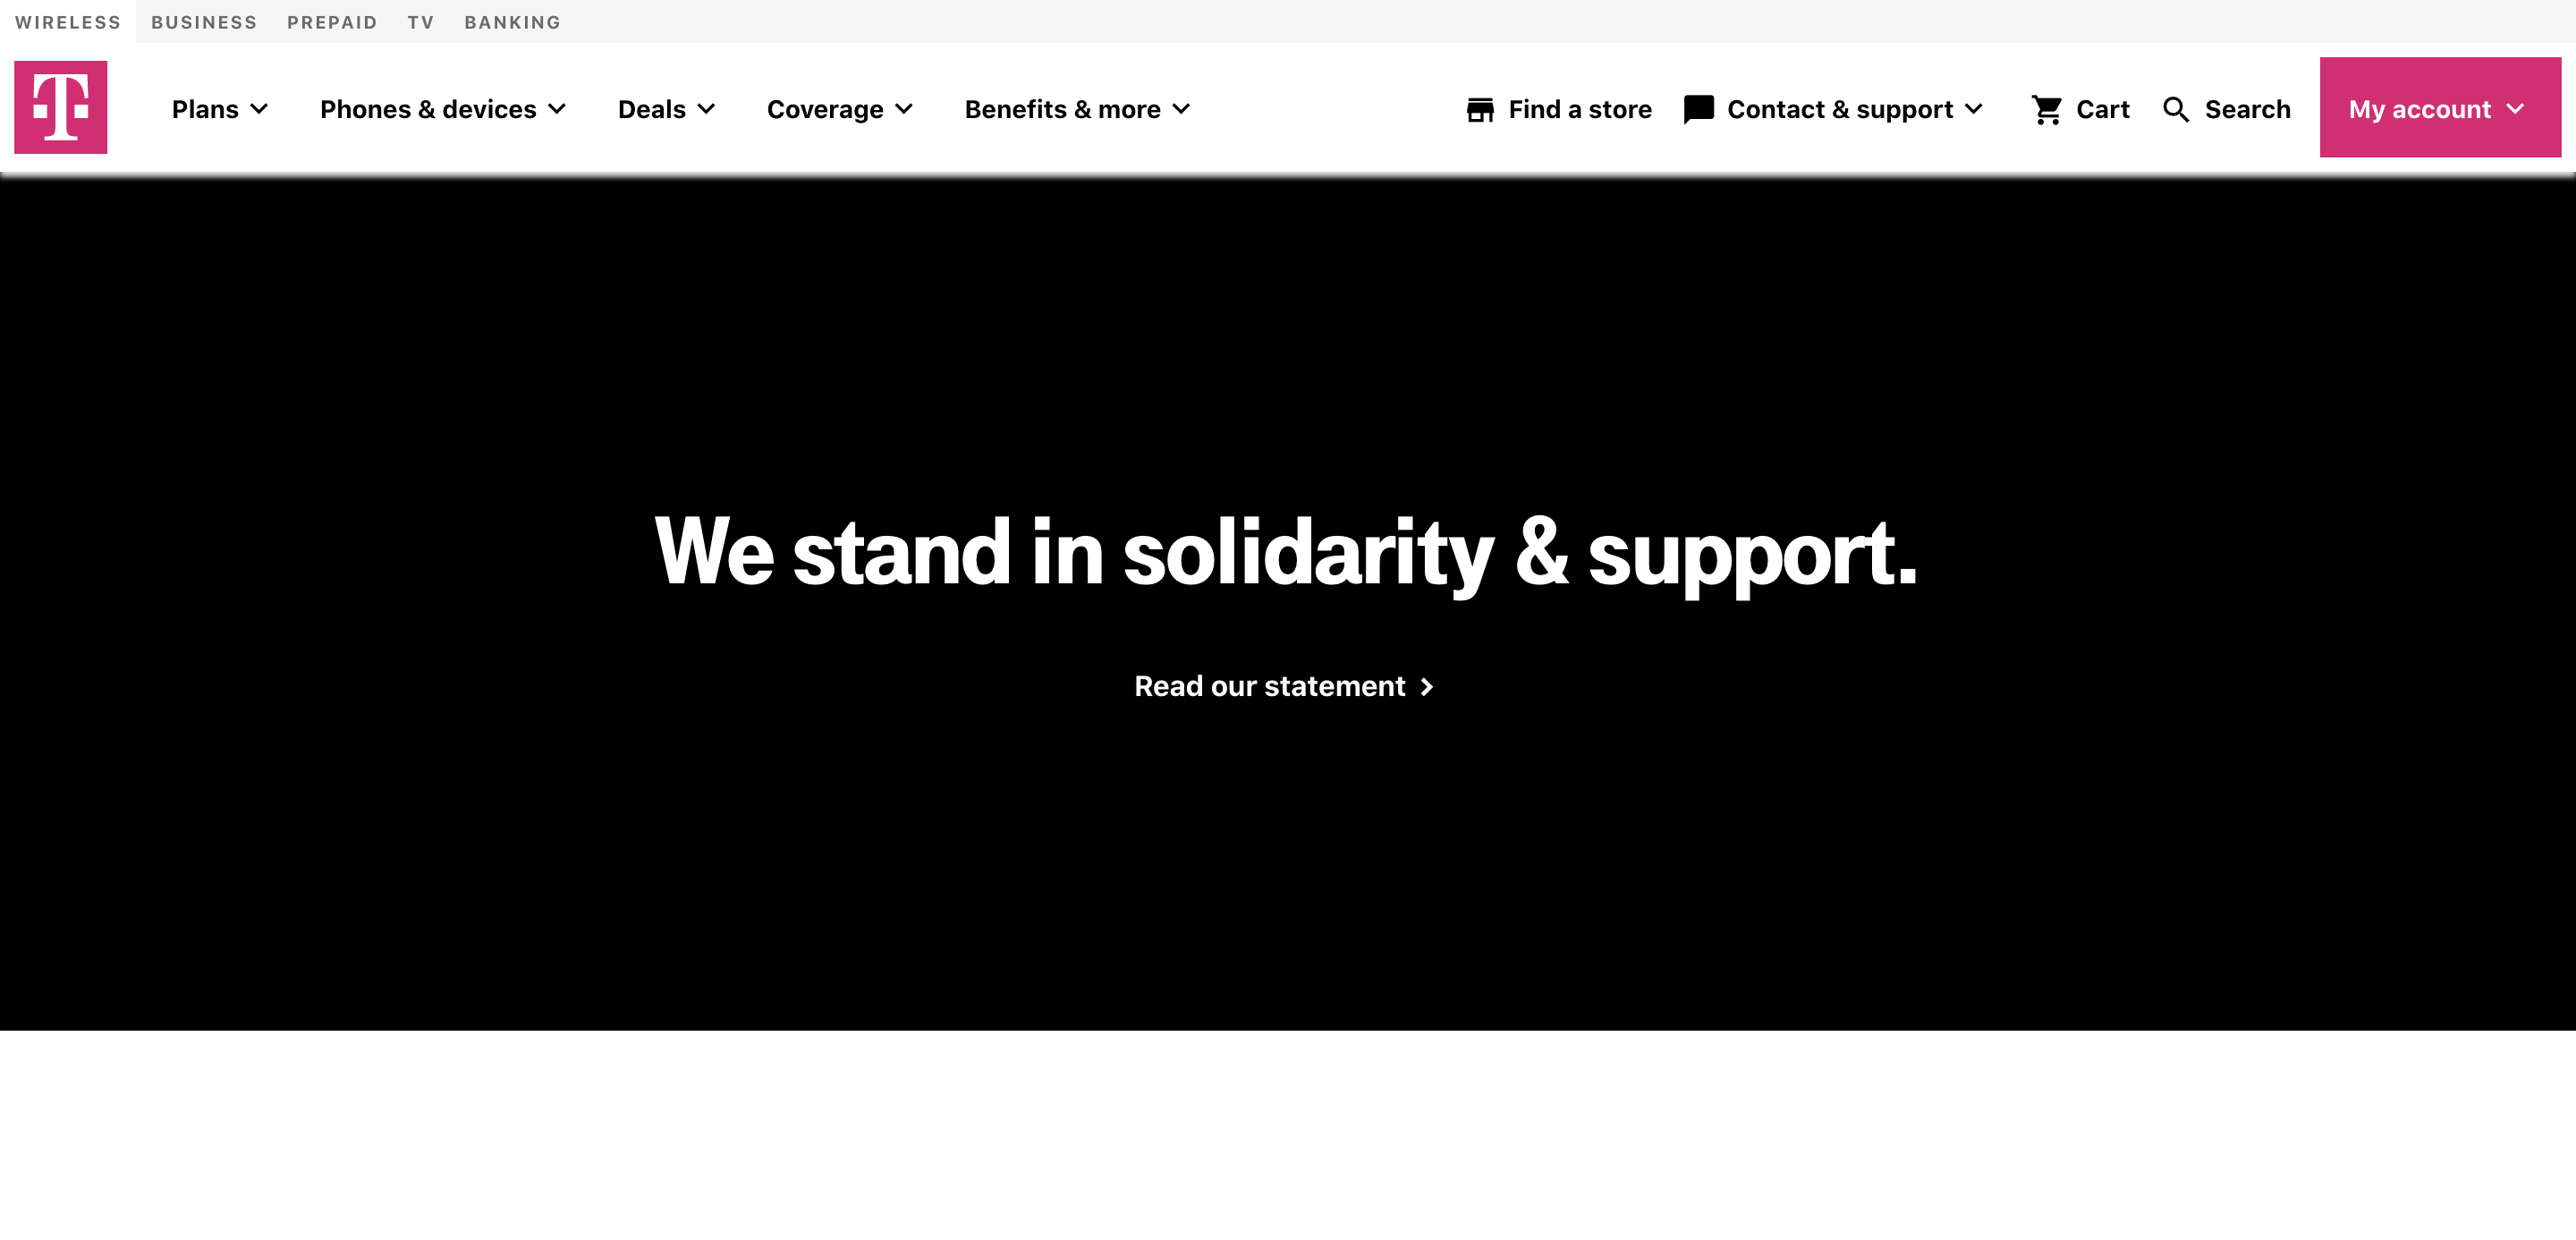 WIRELESS BUSINESS PREPAID TV BANKING
T Plans Phones & devices Deals Coverage Benefits & more Find a store Contact & support Cart Search My account
We stand in solidarity & support.
Read our statement